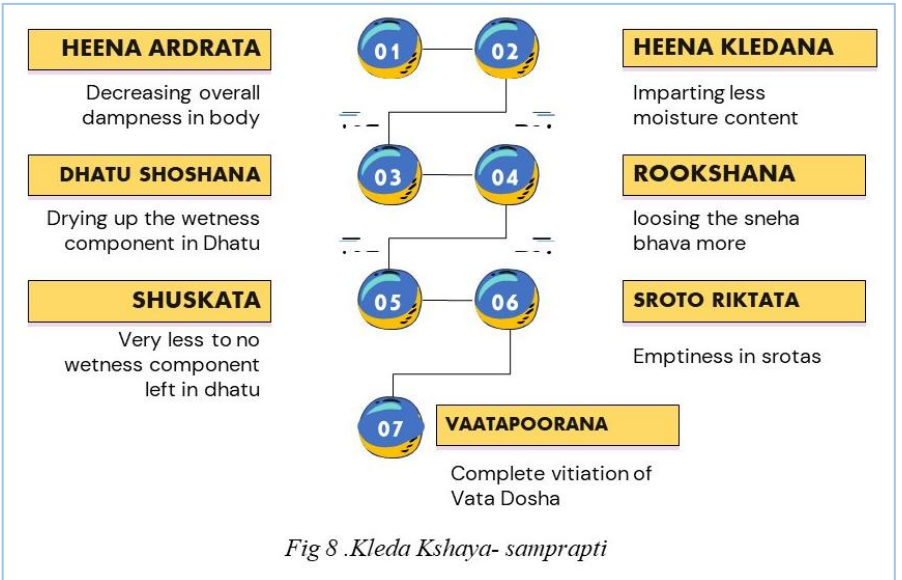 HEENA ARDRATA
01
02
HEENA KLEDANA
Decreasing overall
dampness in body
Imparting less
moisture content
DHATU SHOSHANA
03
04
ROOKSHANA
Drying up the wetness
component in Dhatu
loosing the sneha
bhava more
SHUSKATA
05
06
SROTO RIKTATA
Very less to no
wetness component
left in dhatu
Emptiness in srotas
07
VAATAPOORANA
Complete vitiation of
Vata Dosha
Fig 8 .Kleda Kshaya- samprapti